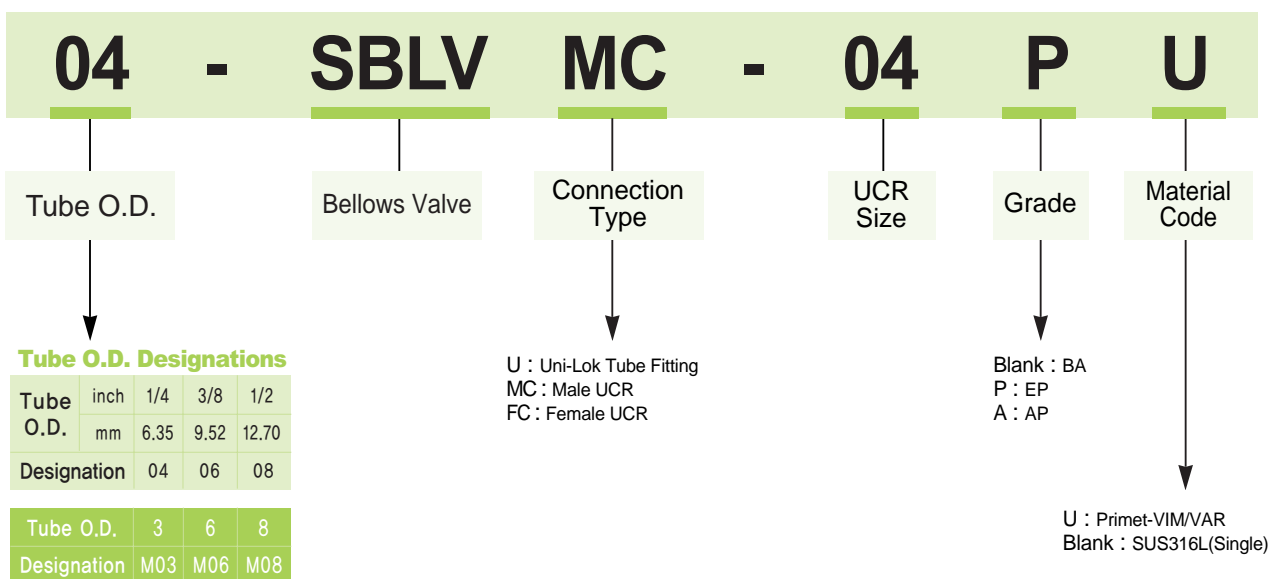 04 - SBLV MC - 04 P U
Tube O.D.
Bellows Valve
Connection
Type
UCR
Size
Grade
Material
Code
Tube O.D. Designations
Tube O.D. inch 1/4 3/8 1/2
mm 6.35 9.52 12.70
Designation 04 06 08
Tube O.D. 3 6 8
Designation M03 M06 M08
U : Uni-Lok Tube Fitting
MC : Male UCR
FC : Female UCR
Blank : BA
P : EP
A : AP
U : Primet-VIM/VAR
Blank : SUS316L(Single)